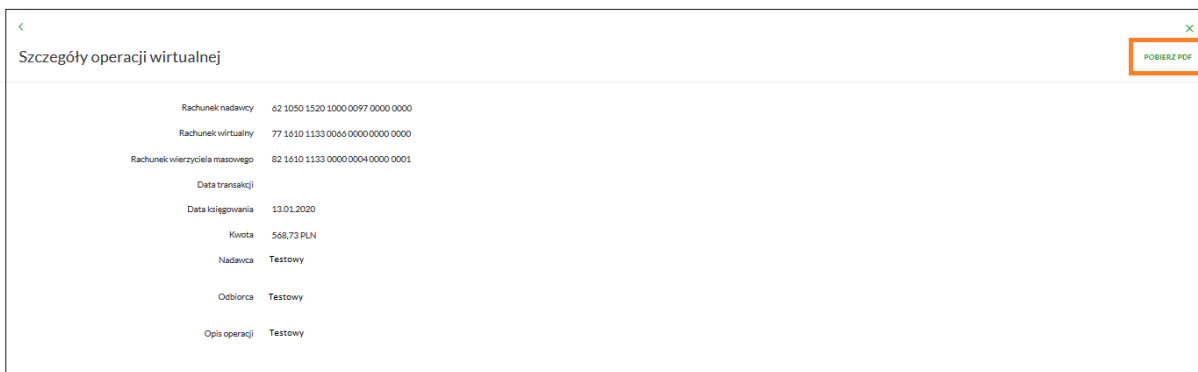 Szczegóły operacji wirtualnej
POBIERZ PDF
Rachunek nadawcy 62 1050 1520 1000 0097 0000 0000
Rachunek wirtualny 77 1610 1133 0066 0000 0000 0000
Rachunek wierzyciela masowego 82 1610 1133 0000 0004 0000 0001
Data transakcji
Data księgowania 13.01.2020
Kwota 568,73 PLN
Nadawca Testowy
Odbiorca Testowy
Opis operacji Testowy